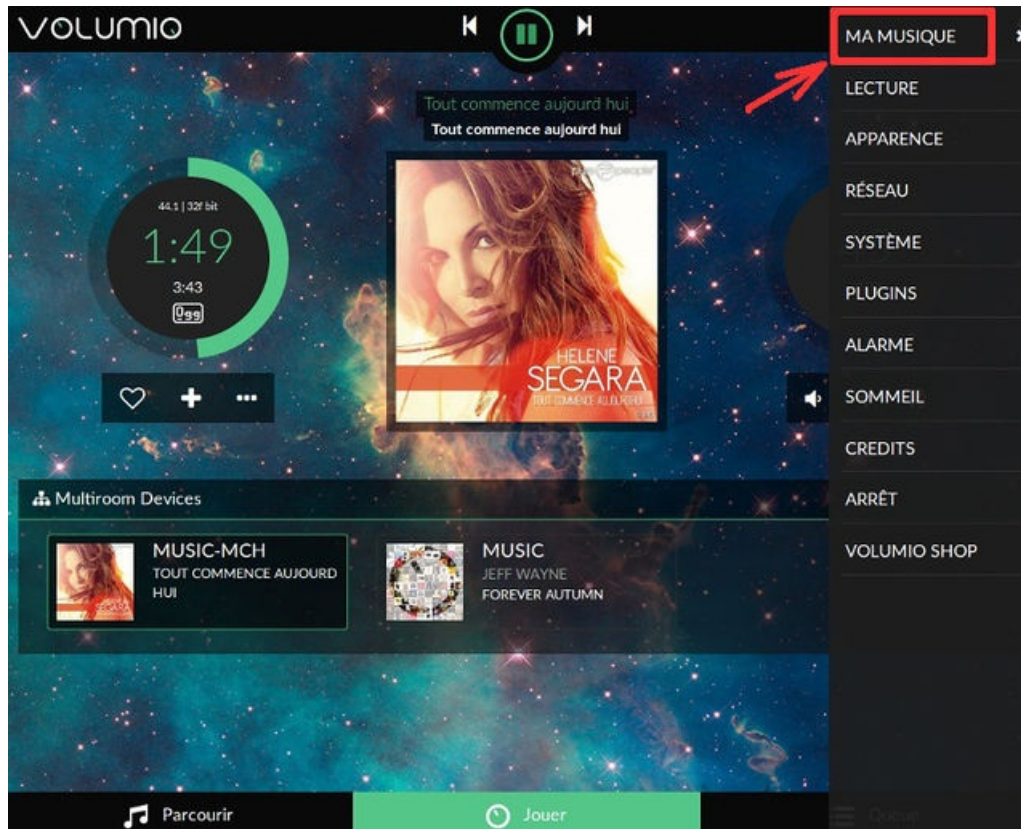 VOLUMIO
Tout commence aujourd hui
Tout commence aujourd hui
44.1 | 32f bit
1:49
3:43
Ogg
HELENE
SEGARA
TOUT COMMENCE AUJOURD'HUI
Multiroom Devices
MUSIC-MCH
TOUT COMMENCE AUJOURD
HUI
MUSIC
JEFF WAYNE
FOREVER AUTUMN
MA MUSIQUE
LECTURE
APPARENCE
RÉSEAU
SYSTÈME
PLUGINS
ALARME
SOMMEIL
CREDITS
ARRÊT
VOLUMIO SHOP
Parcourir
Jouer
Queue